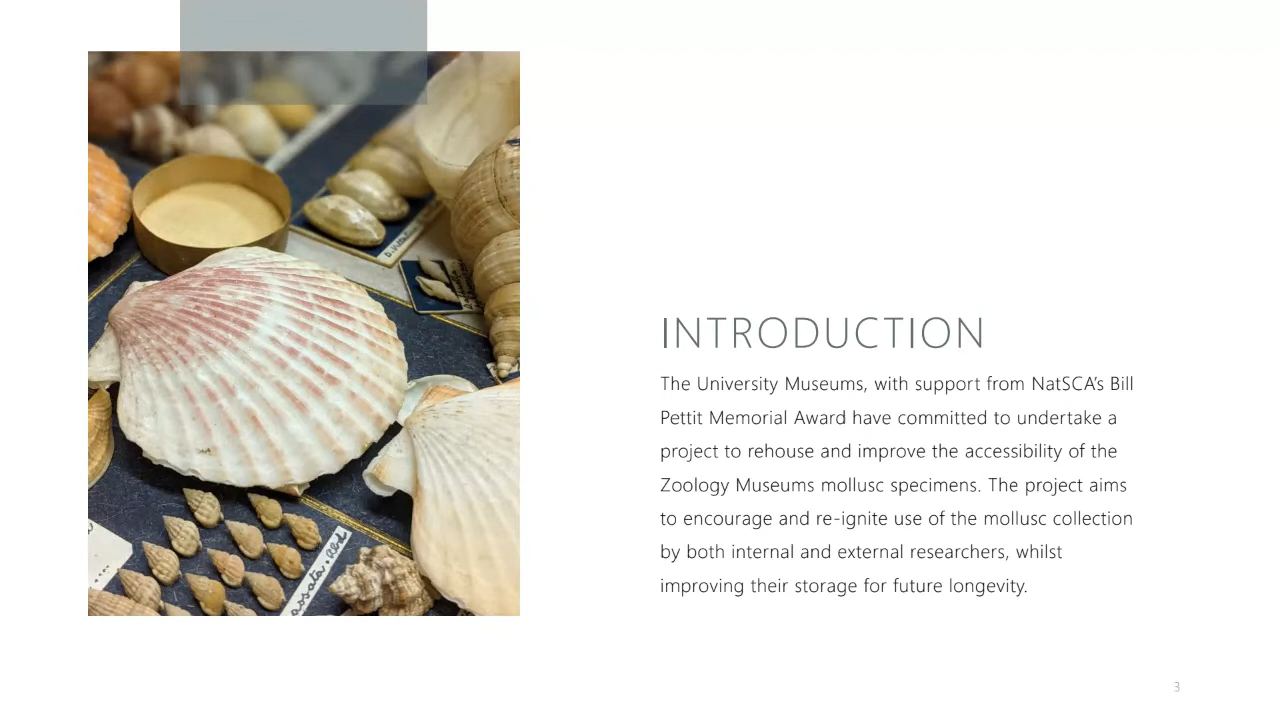 INTRODUCTION
The University Museums, with support from NatSCA's Bill
Pettit Memorial Award have committed to undertake a
project to rehouse and improve the accessibility of the
Zoology Museums mollusc specimens. The project aims
to encourage and re-ignite use of the mollusc collection
by both internal and external researchers, whilst
improving their storage for future longevity.
3